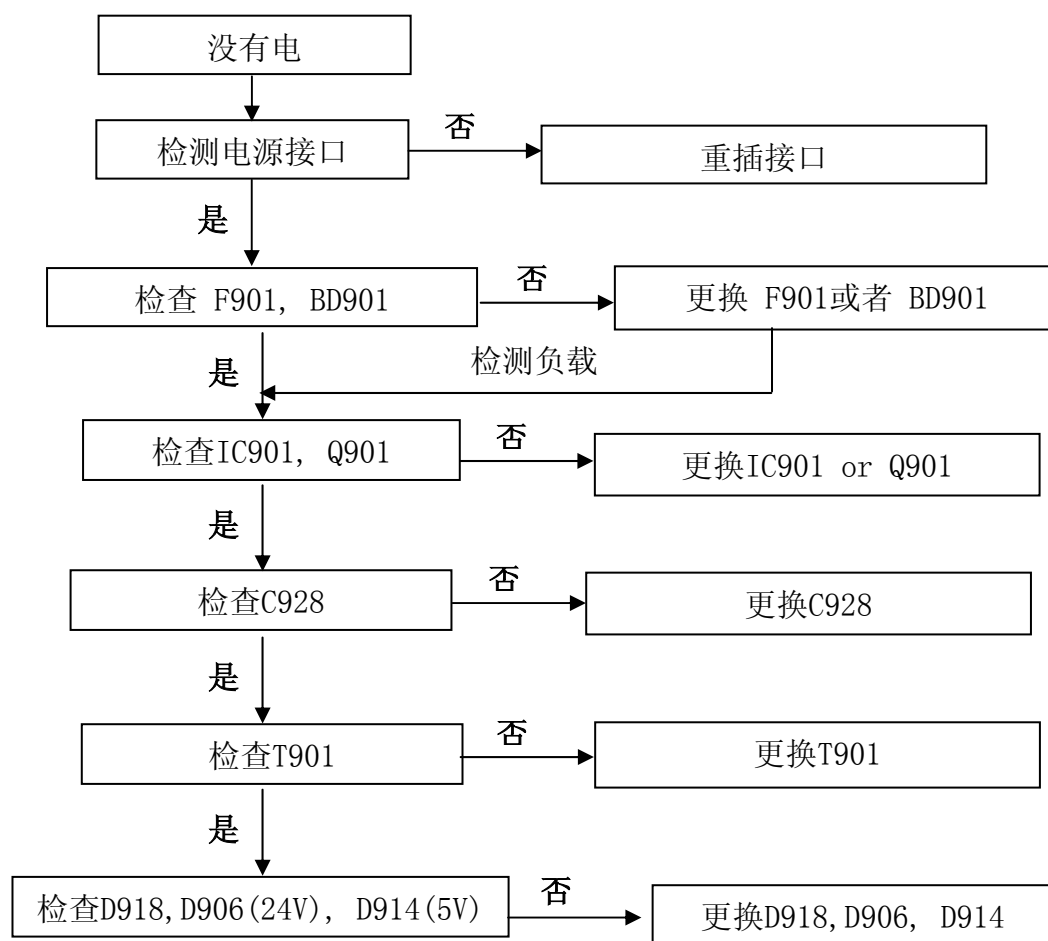 没有电
检测电源接口
否
重插接口
是
检查 F901, BD901
否
更换 F901或者 BD901
是
检测负载
检查IC901, Q901
否
更换IC901 or Q901
是
检查C928
否
更换C928
是
检查T901
否
更换T901
是
检查D918,D906(24V), D914(5V)
否
更换D918,D906, D914